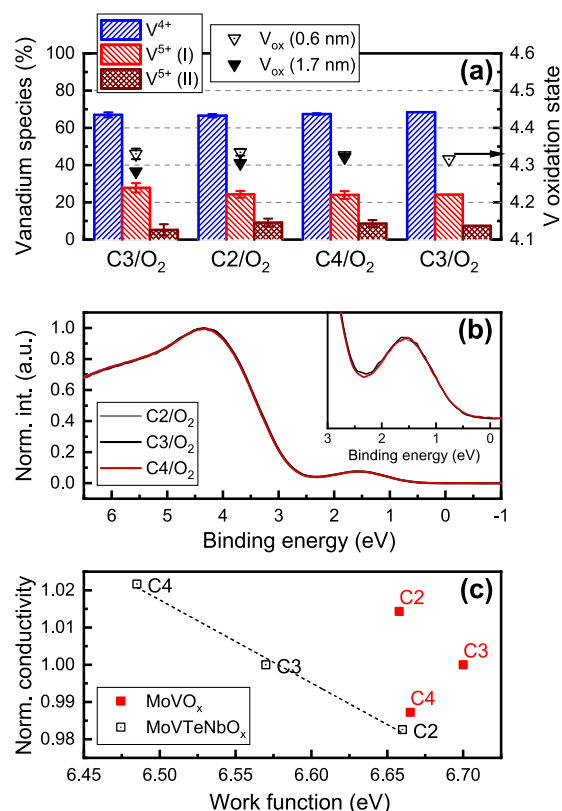 V⁴⁺
V⁵⁺ (I)
V⁵⁺ (II)
V_ox (0.6 nm)
V_ox (1.7 nm)
(a)
Vanadium species (%)
100
80
60
40
20
0
4.6
4.5
4.4
4.3
4.2
4.1
V oxidation state
C3/O₂ C2/O₂ C4/O₂ C3/O₂
(b)
Norm. int. (a.u.)
1.0
0.8
0.6
0.4
0.2
0.0
C2/O₂
C3/O₂
C4/O₂
3 2 1 0
Binding energy (eV)
6 5 4 3 2 1 0 -1
Binding energy (eV)
(c)
Norm. conductivity
1.02
1.00
0.99
0.98
C4
C3
C2
C2
C3
C4
MoVOₓ
MoVTeNbOₓ
6.45 6.50 6.55 6.60 6.65 6.70
Work function (eV)